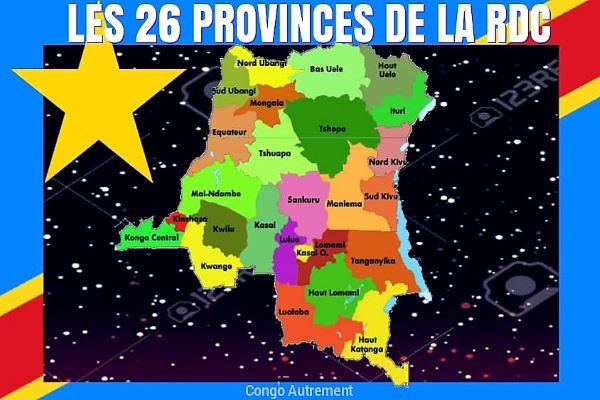 LES 26 PROVINCES DE LA RDC
Nord Ubangi
Bas Uele
Haut
Uele
Sud Ubangi
Mongala
Ituri
Equateur
Tshopo
Tshuapa
Nord Kivu
Mai-Ndombe
Sankuru
Maniema
Sud Kivu
Kinshasa
Kongo Central
Kwilu
Kasai
Lulua
Lomami
Kasai O.
Kwango
Tanganyika
Haut Lomami
Lualaba
Haut
Katanga
123RF
123RF
Congo Autrement